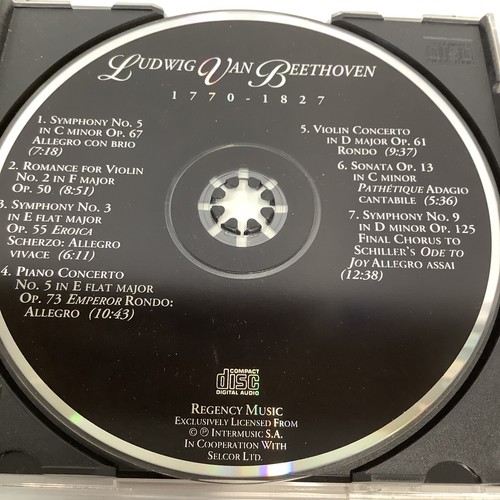 LUDWIG VAN BEETHOVEN
1770-1827
1. SYMPHONY NO. 5
IN C MINOR OP. 67
ALLEGRO CON BRIO
(7:18)
2. ROMANCE FOR VIOLIN
NO. 2 IN F MAJOR
OP. 50 (8:51)
3. SYMPHONY NO. 3
IN E FLAT MAJOR
OP. 55 EROICA
SCHERZO: ALLEGRO
VIVACE (6:11)
4. PIANO CONCERTO
NO. 5 IN E FLAT MAJOR
OP. 73 EMPEROR RONDO:
ALLEGRO (10:43)
5. VIOLIN CONCERTO
IN D MAJOR OP. 61
RONDO (9:37)
6. SONATA OP. 13
IN C MINOR
PATHÉTIQUE ADAGIO
CANTABILE (5:36)
7. SYMPHONY NO. 9
IN D MINOR OP. 125
FINAL CHORUS TO
SCHILLER'S ODE TO
JOY ALLEGRO ASSAI
(12:38)
COMPACT
disc
DIGITAL AUDIO
REGENCY MUSIC
EXCLUSIVELY LICENSED FROM
© ℗ INTERMUSIC S.A.
IN COOPERATION WITH
SELCOR LTD.